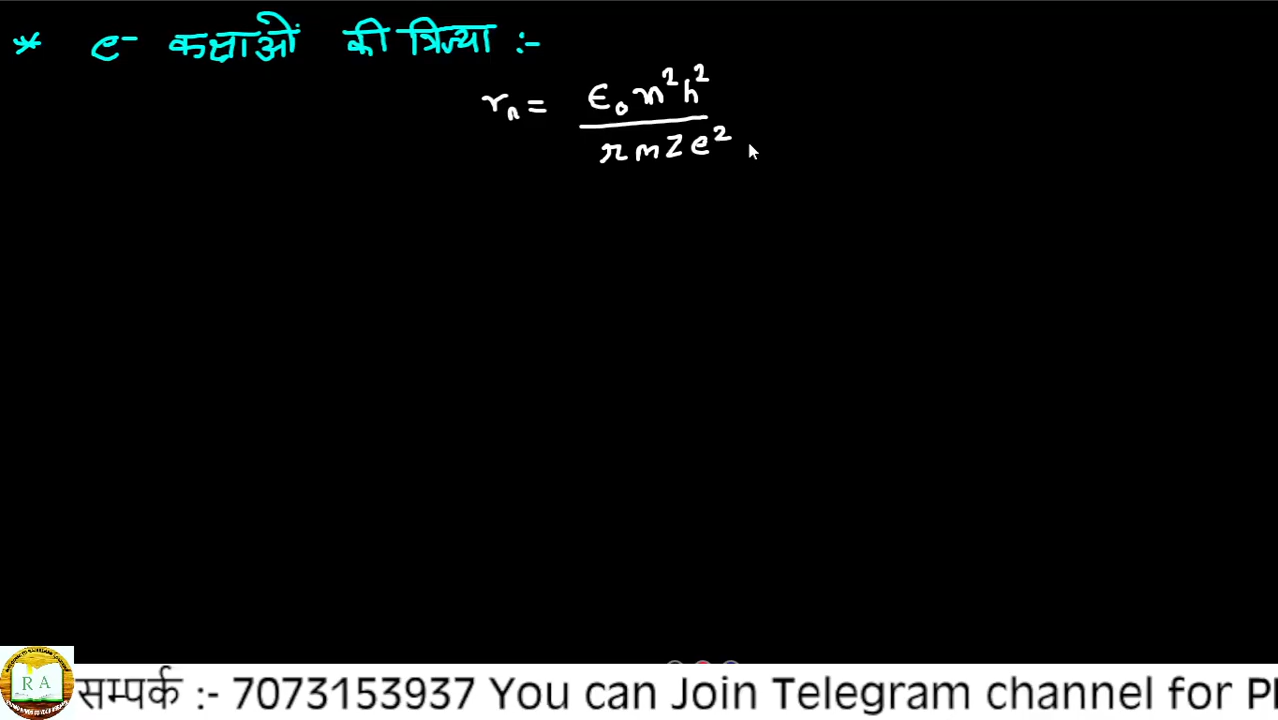 * e⁻ कक्षाओं की त्रिज्या :-
rₙ = ε₀n²h² / πmZe²
R A
सम्पर्क :- 7073153937 You can Join Telegram channel for P